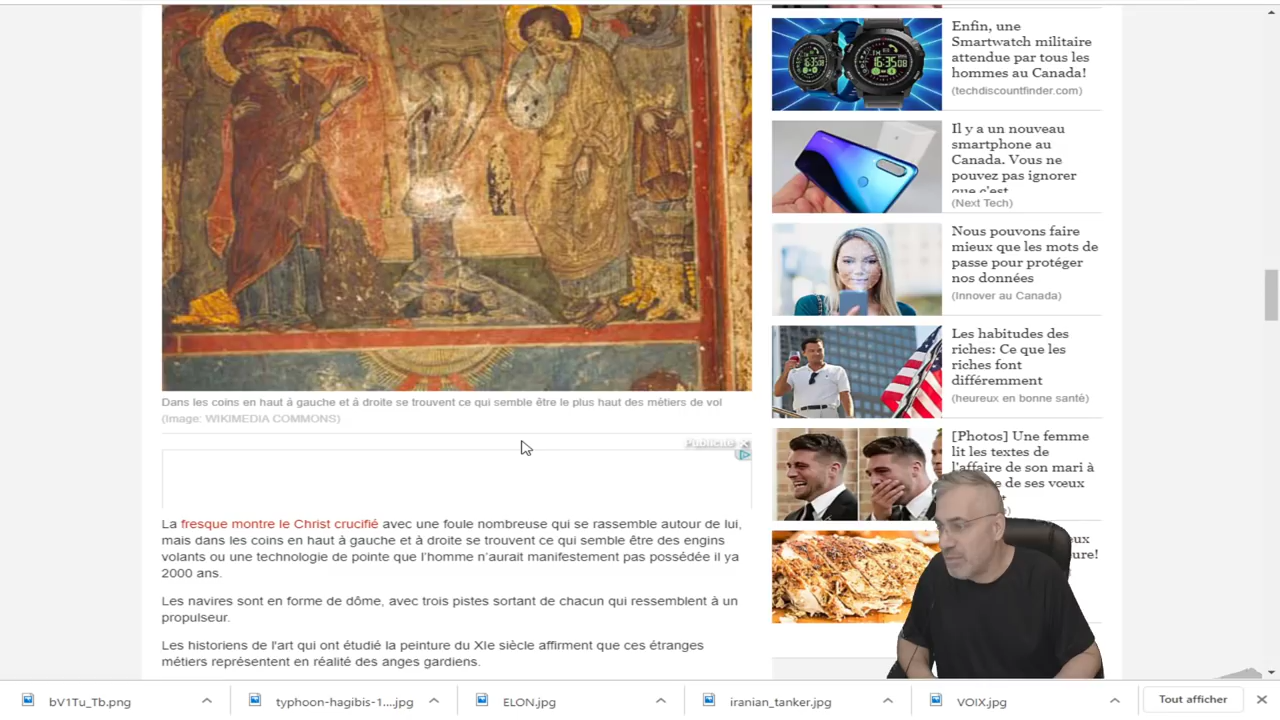 Enfin, une
Smartwatch militaire
attendue par tous les
hommes au Canada!
(techdiscountfinder.com)
Il y a un nouveau
smartphone au
Canada. Vous ne
pouvez pas ignorer
que c'est
(Next Tech)
Nous pouvons faire
mieux que les mots de
passe pour protéger
nos données
(Innover au Canada)
Les habitudes des
riches: Ce que les
riches font
différemment
(heureux en bonne santé)
[Photos] Une femme
lit les textes de
l'affaire de son mari à
de ses vœux
Dans les coins en haut à gauche et à droite se trouvent ce qui semble être le plus haut des métiers de vol
(Image: WIKIMEDIA COMMONS)
Publicité
La fresque montre le Christ crucifié avec une foule nombreuse qui se rassemble autour de lui,
mais dans les coins en haut à gauche et à droite se trouvent ce qui semble être des engins
volants ou une technologie de pointe que l'homme n'aurait manifestement pas possédée il ya
2000 ans.
Les navires sont en forme de dôme, avec trois pistes sortant de chacun qui ressemblent à un
propulseur.
Les historiens de l'art qui ont étudié la peinture du XIe siècle affirment que ces étranges
métiers représentent en réalité des anges gardiens.
bV1Tu_Tb.png
typhoon-hagibis-1....jpg
ELON.jpg
iranian_tanker.jpg
VOIX.jpg
Tout afficher